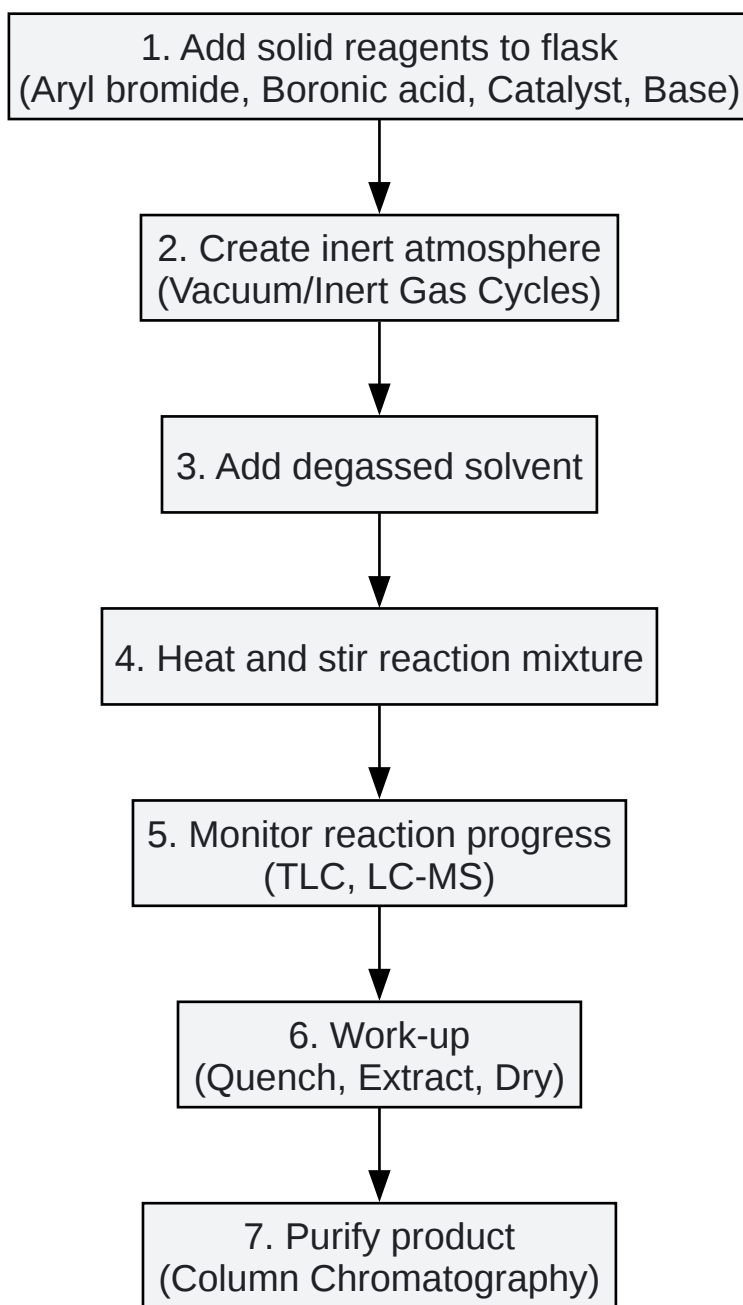 1. Add solid reagents to flask
(Aryl bromide, Boronic acid, Catalyst, Base)
2. Create inert atmosphere
(Vacuum/Inert Gas Cycles)
3. Add degassed solvent
4. Heat and stir reaction mixture
5. Monitor reaction progress
(TLC, LC-MS)
6. Work-up
(Quench, Extract, Dry)
7. Purify product
(Column Chromatography)